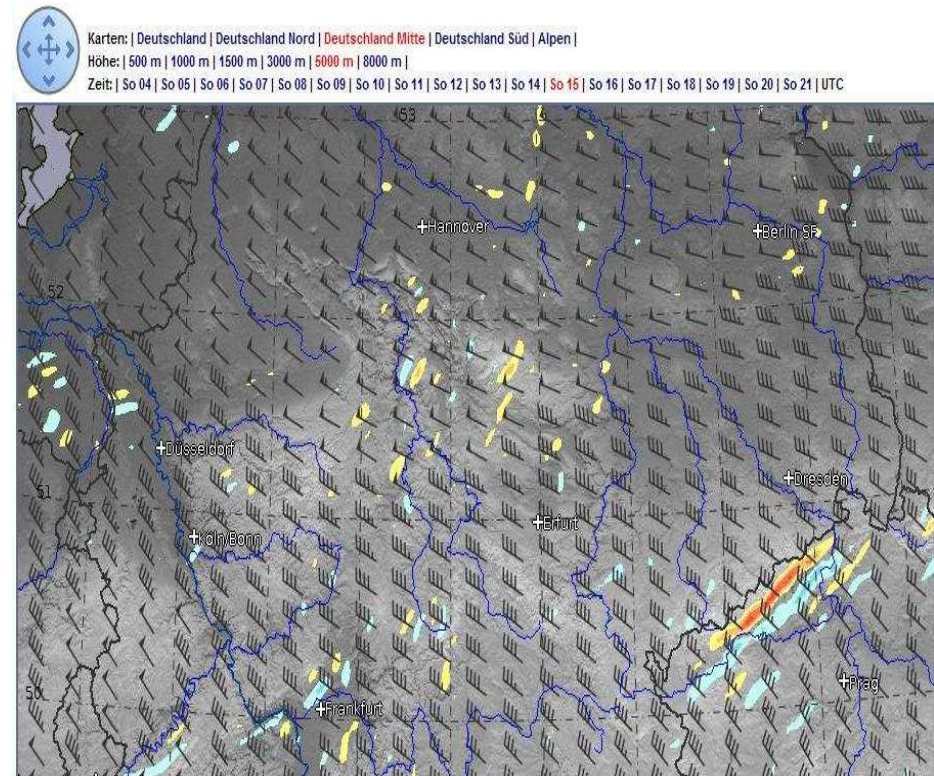 Karten: | Deutschland | Deutschland Nord | Deutschland Mitte | Deutschland Süd | Alpen |
Höhe: | 500 m | 1000 m | 1500 m | 3000 m | 5000 m | 8000 m |
Zeit: | So 04 | So 05 | So 06 | So 07 | So 08 | So 09 | So 10 | So 11 | So 12 | So 13 | So 14 | So 15 | So 16 | So 17 | So 18 | So 19 | So 20 | So 21 | UTC
53
Hannover
Berlin SF
52
Düsseldorf
Dresden
51
Erfurt
Köln/Bonn
50
Prag
Frankfurt